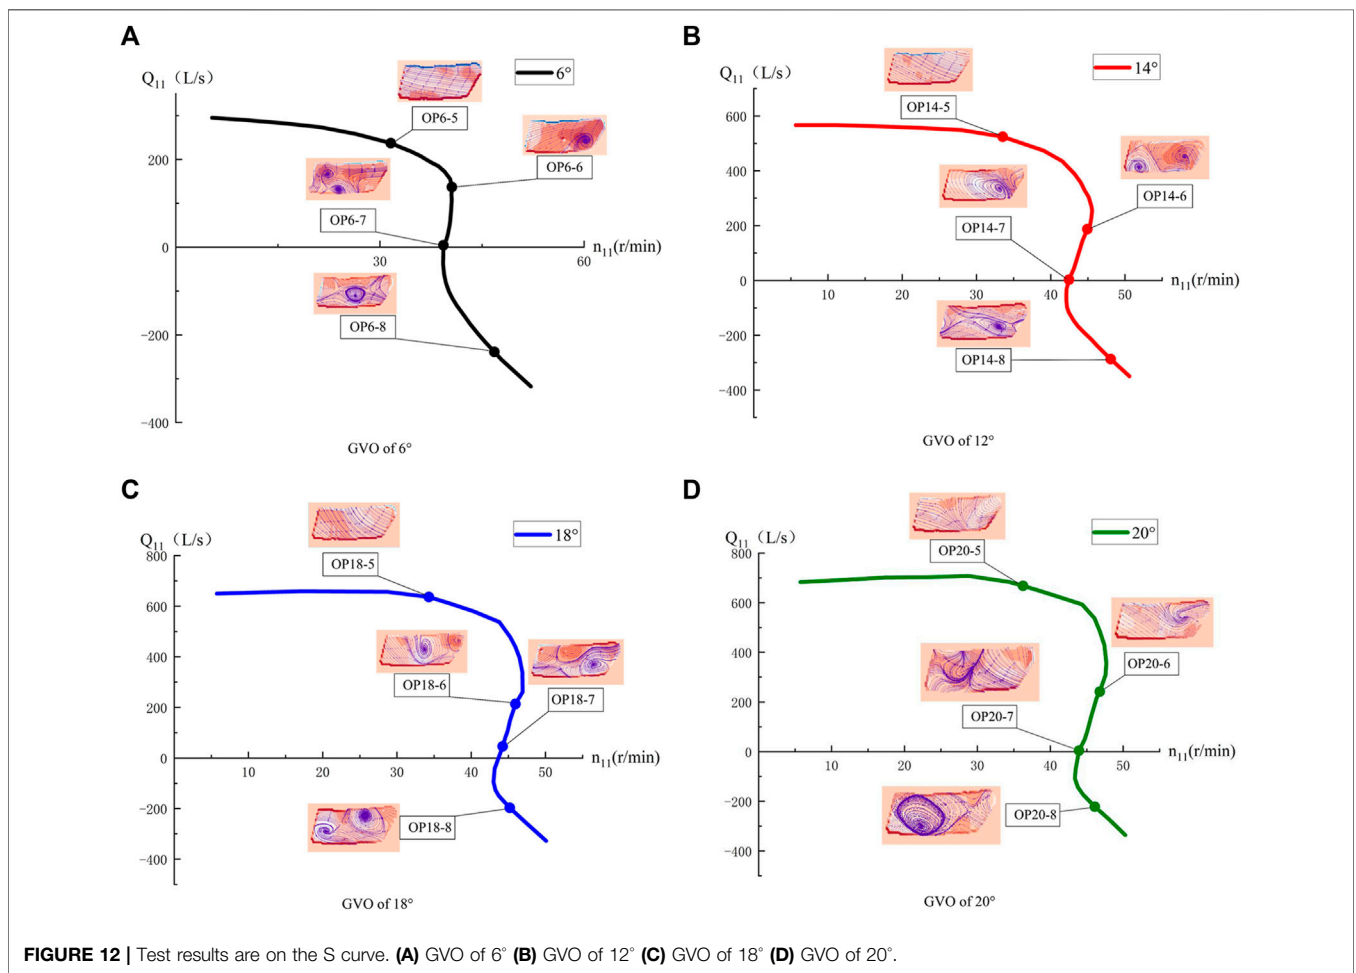 A
Q11 (L/s)
6°
OP6-5
OP6-6
200
OP6-7
0
n11(r/min)
30
60
OP6-8
−200
−400
GVO of 6°
B
Q11 (L/s)
14°
600
OP14-5
400
OP14-6
200
OP14-7
0
n11(r/min)
10 20 30 40 50
−200
OP14-8
−400
GVO of 12°
C
Q11 (L/s)
18°
800
OP18-5
600
400
OP18-6
OP18-7
200
0
n11(r/min)
10 20 30 40 50
−200
OP18-8
−400
GVO of 18°
D
Q11 (L/s)
20°
800
OP20-5
600
400
OP20-6
200
OP20-7
0
n11(r/min)
10 20 30 40 50
−200
OP20-8
−400
GVO of 20°
FIGURE 12 | Test results are on the S curve. (A) GVO of 6° (B) GVO of 12° (C) GVO of 18° (D) GVO of 20°.